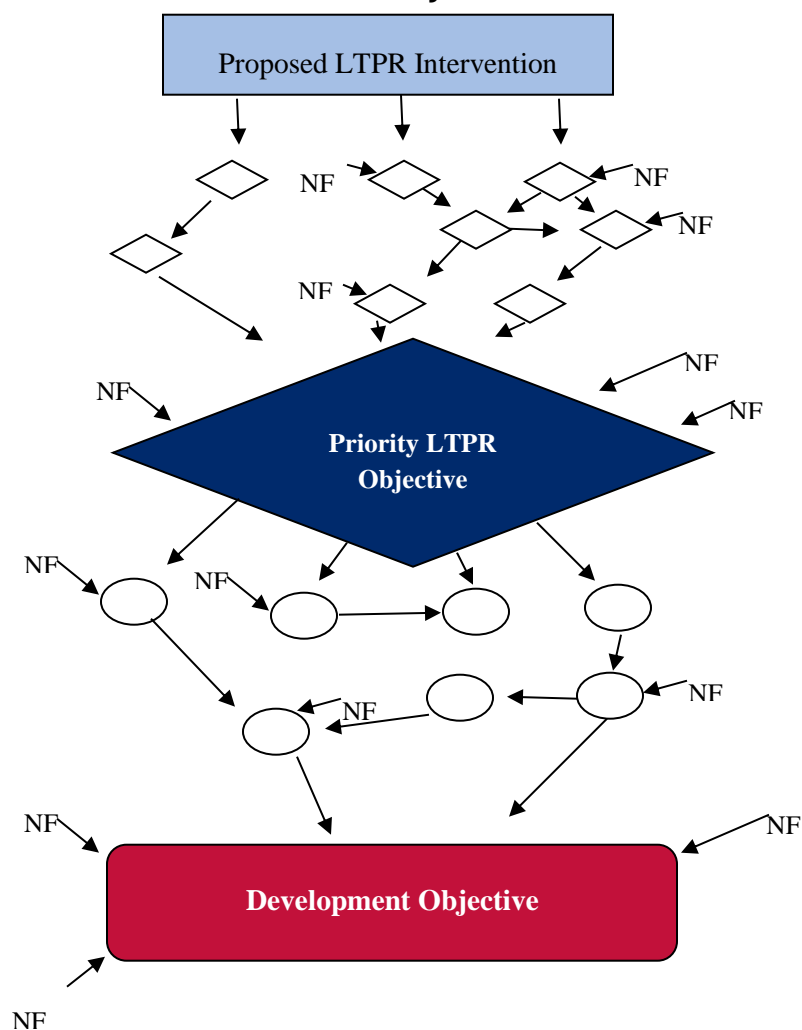 Proposed LTPR Intervention
NF
NF
NF
NF
NF
NF
NF
Priority LTPR
Objective
NF
NF
NF
NF
NF
NF
Development Objective
NF